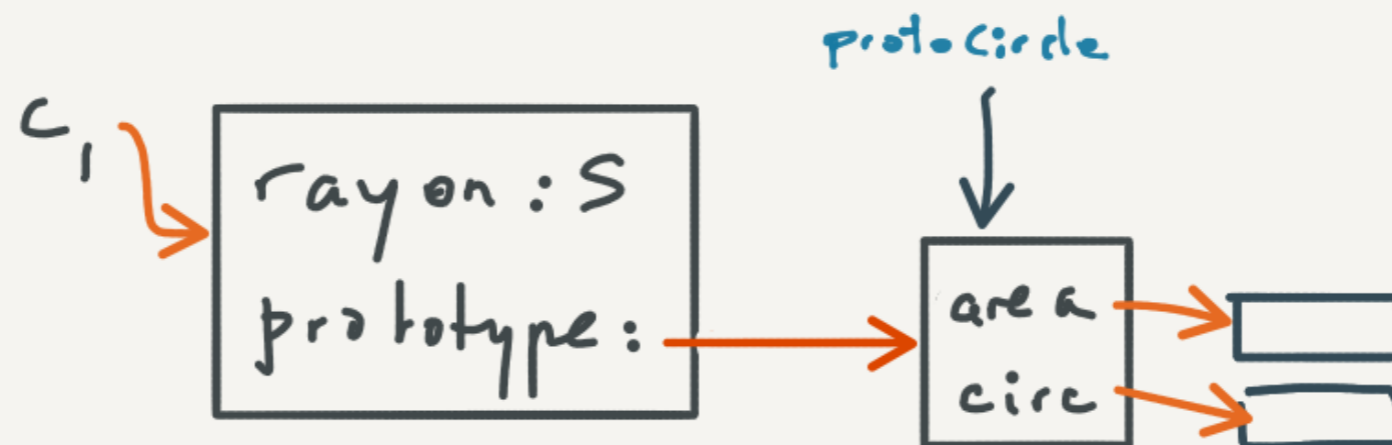 protoCircle
C1
rayon : 5
prototype :
area
circ